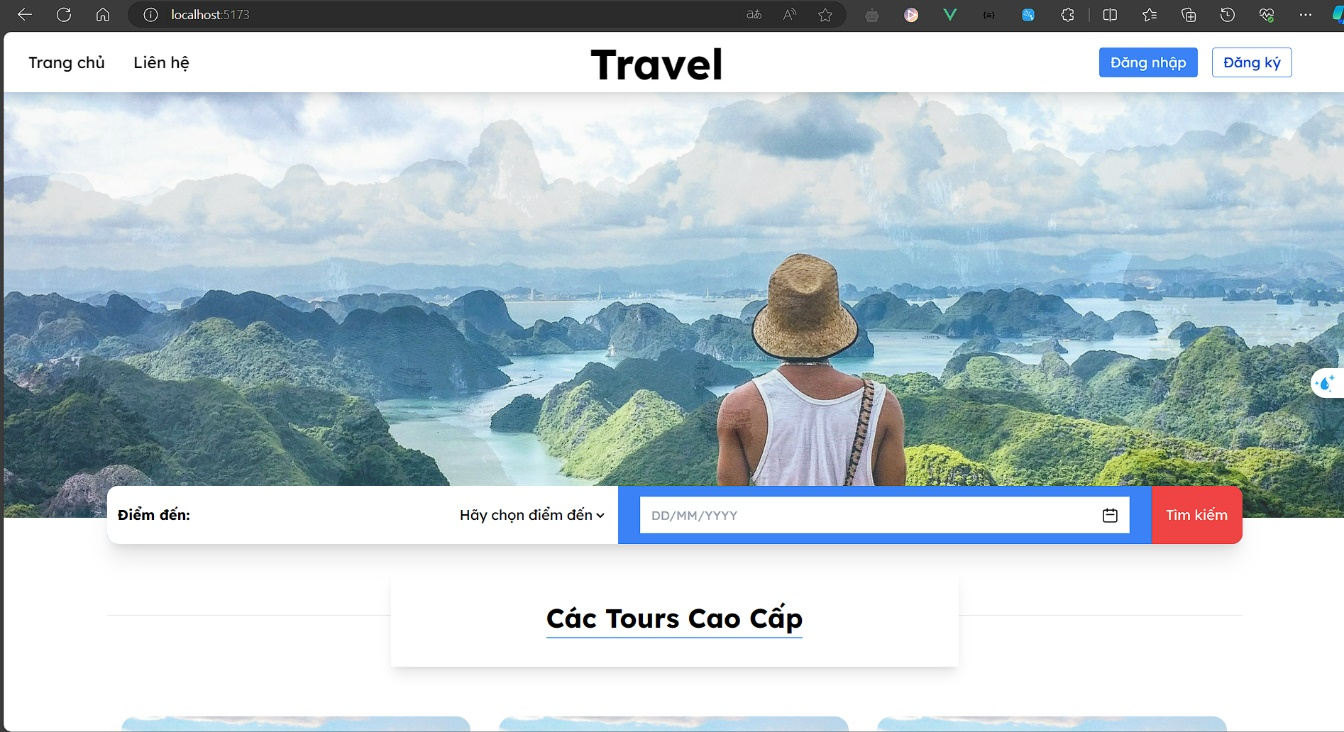 localhost:5173
Trang chủ Liên hệ Travel Đăng nhập Đăng ký
Điểm đến: Hãy chọn điểm đến DD/MM/YYYY Tìm kiếm
Các Tours Cao Cấp